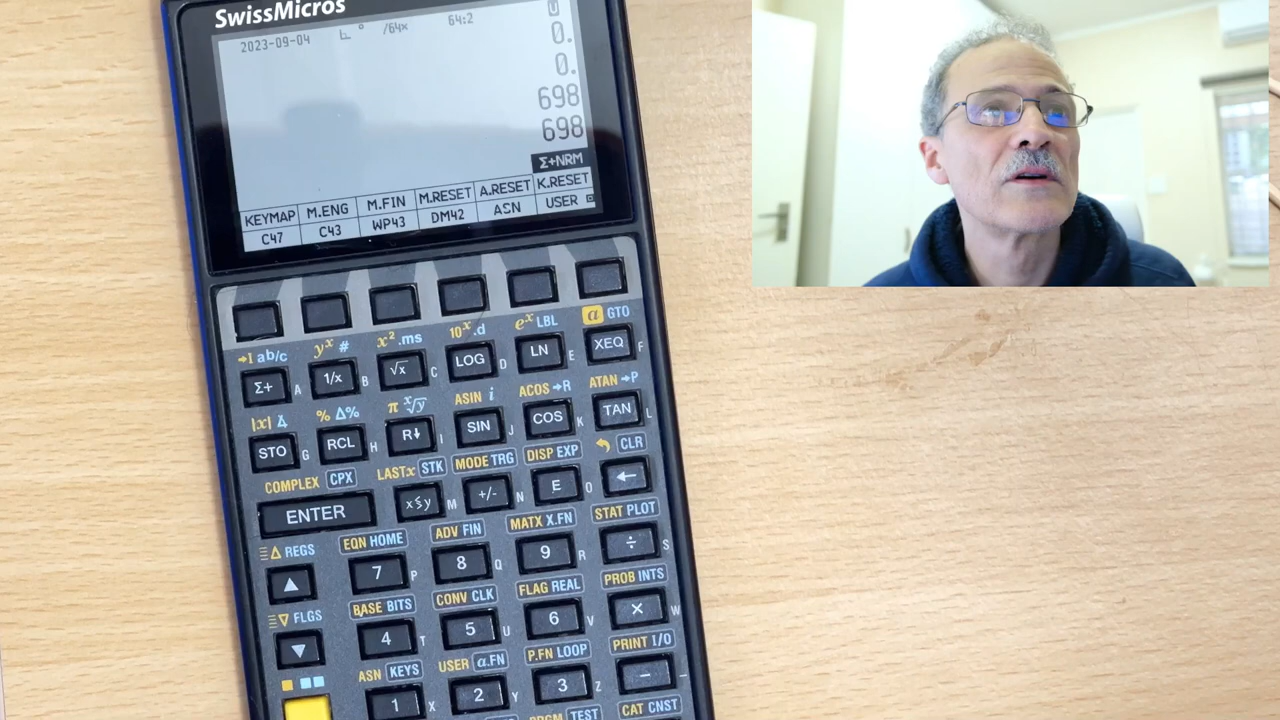 SwissMicros
2023-09-04 ∡° /64× 64:2 U
0.
0.
698
698
Σ+NRM
KEYMAP M.ENG M.FIN M.RESET A.RESET K.RESET
C47 C43 WP43 DM42 ASN USER
→I ab/c yˣ # x² .ms 10ˣ .d eˣ LBL α GTO
Σ+ A 1/x B √x C LOG D LN E XEQ F
|x| ∡ % Δ% π ˣ√y ASIN i ACOS →R ATAN →P
STO G RCL H R↓ I SIN J COS K TAN L
COMPLEX CPX LASTx STK MODE TRG DISP EXP CLR
ENTER x≶y M +/- N E O ←
≡△ REGS EQN HOME ADV FIN MATX X.FN STAT PLOT
▲ 7 P 8 Q 9 R ÷ S
≡▽ FLGS BASE BITS CONV CLK FLAG REAL PROB INTS
▼ 4 T 5 U 6 V × W
ASN KEYS USER α.FN P.FN LOOP PRINT I/O
1 X 2 Y 3 Z − _
TEST CAT CNST